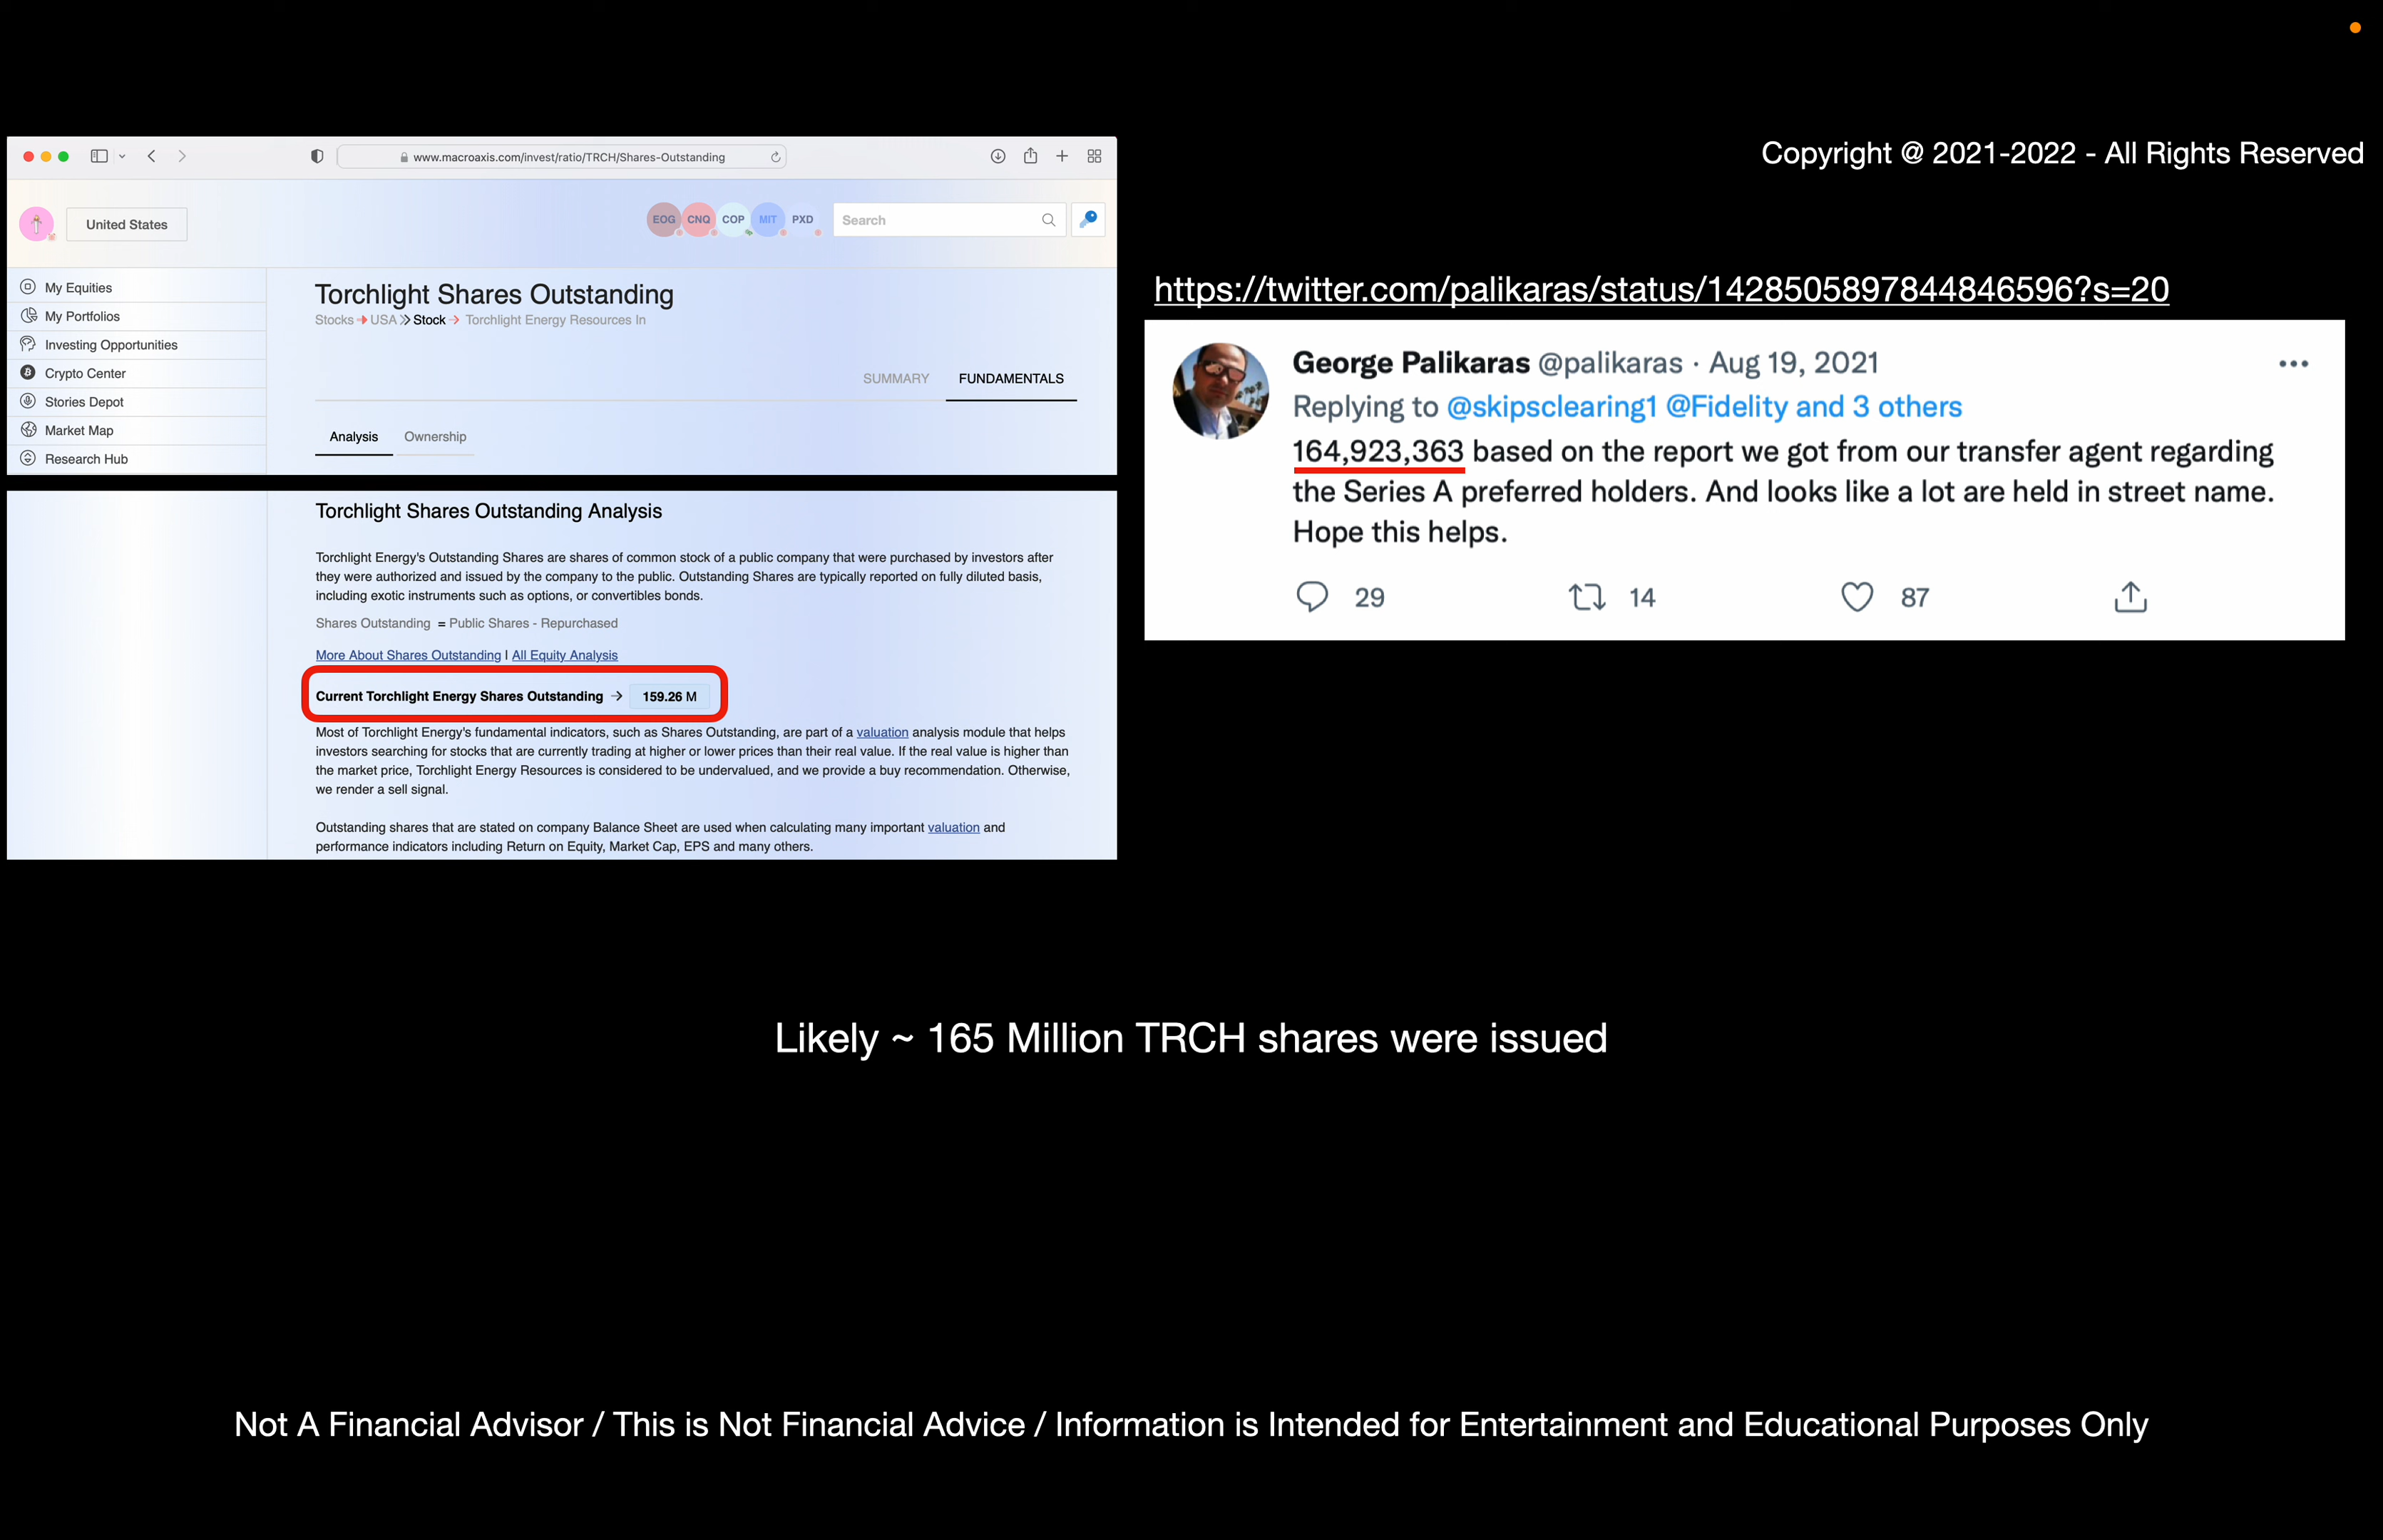 Copyright @ 2021-2022 - All Rights Reserved
www.macroaxis.com/invest/ratio/TRCH/Shares-Outstanding
United States
EOG CNQ COP MIT PXD
Search
My Equities
My Portfolios
Investing Opportunities
Crypto Center
Stories Depot
Market Map
Research Hub
Torchlight Shares Outstanding
Stocks USA Stock Torchlight Energy Resources In
SUMMARY FUNDAMENTALS
Analysis Ownership
Torchlight Shares Outstanding Analysis
Torchlight Energy's Outstanding Shares are shares of common stock of a public company that were purchased by investors after
they were authorized and issued by the company to the public. Outstanding Shares are typically reported on fully diluted basis,
including exotic instruments such as options, or convertibles bonds.
Shares Outstanding = Public Shares - Repurchased
More About Shares Outstanding | All Equity Analysis
Current Torchlight Energy Shares Outstanding → 159.26 M
Most of Torchlight Energy's fundamental indicators, such as Shares Outstanding, are part of a valuation analysis module that helps
investors searching for stocks that are currently trading at higher or lower prices than their real value. If the real value is higher than
the market price, Torchlight Energy Resources is considered to be undervalued, and we provide a buy recommendation. Otherwise,
we render a sell signal.
Outstanding shares that are stated on company Balance Sheet are used when calculating many important valuation and
performance indicators including Return on Equity, Market Cap, EPS and many others.
https://twitter.com/palikaras/status/1428505897844846596?s=20
George Palikaras @palikaras · Aug 19, 2021
Replying to @skipsclearing1 @Fidelity and 3 others
164,923,363 based on the report we got from our transfer agent regarding
the Series A preferred holders. And looks like a lot are held in street name.
Hope this helps.
29 14 87
Likely ~ 165 Million TRCH shares were issued
Not A Financial Advisor / This is Not Financial Advice / Information is Intended for Entertainment and Educational Purposes Only